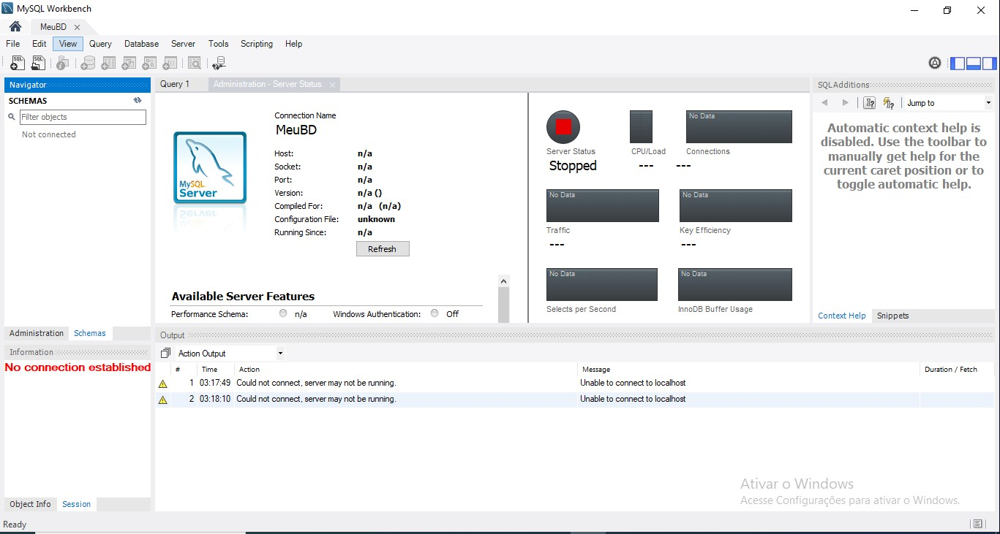 MySQL Workbench
MeuBD
File Edit View Query Database Server Tools Scripting Help
Navigator
SCHEMAS
Filter objects
Not connected
Administration Schemas
Information
No connection established
Object Info Session
Query 1 Administration - Server Status
MySQL
Server
Connection Name
MeuBD
Host: n/a
Socket: n/a
Port: n/a
Version: n/a ()
Compiled For: n/a (n/a)
Configuration File: unknown
Running Since: n/a
Refresh
Available Server Features
Performance Schema: n/a Windows Authentication: Off
No Data
Server Status CPU/Load Connections
Stopped --- ---
No Data No Data
Traffic Key Efficiency
--- ---
No Data No Data
Selects per Second InnoDB Buffer Usage
SQLAdditions
Jump to
Automatic context help is
disabled. Use the toolbar to
manually get help for the
current caret position or to
toggle automatic help.
Context Help Snippets
Output
Action Output
# Time Action Message Duration / Fetch
1 03:17:49 Could not connect, server may not be running. Unable to connect to localhost
2 03:18:10 Could not connect, server may not be running. Unable to connect to localhost
Ativar o Windows
Acesse Configurações para ativar o Windows.
Ready